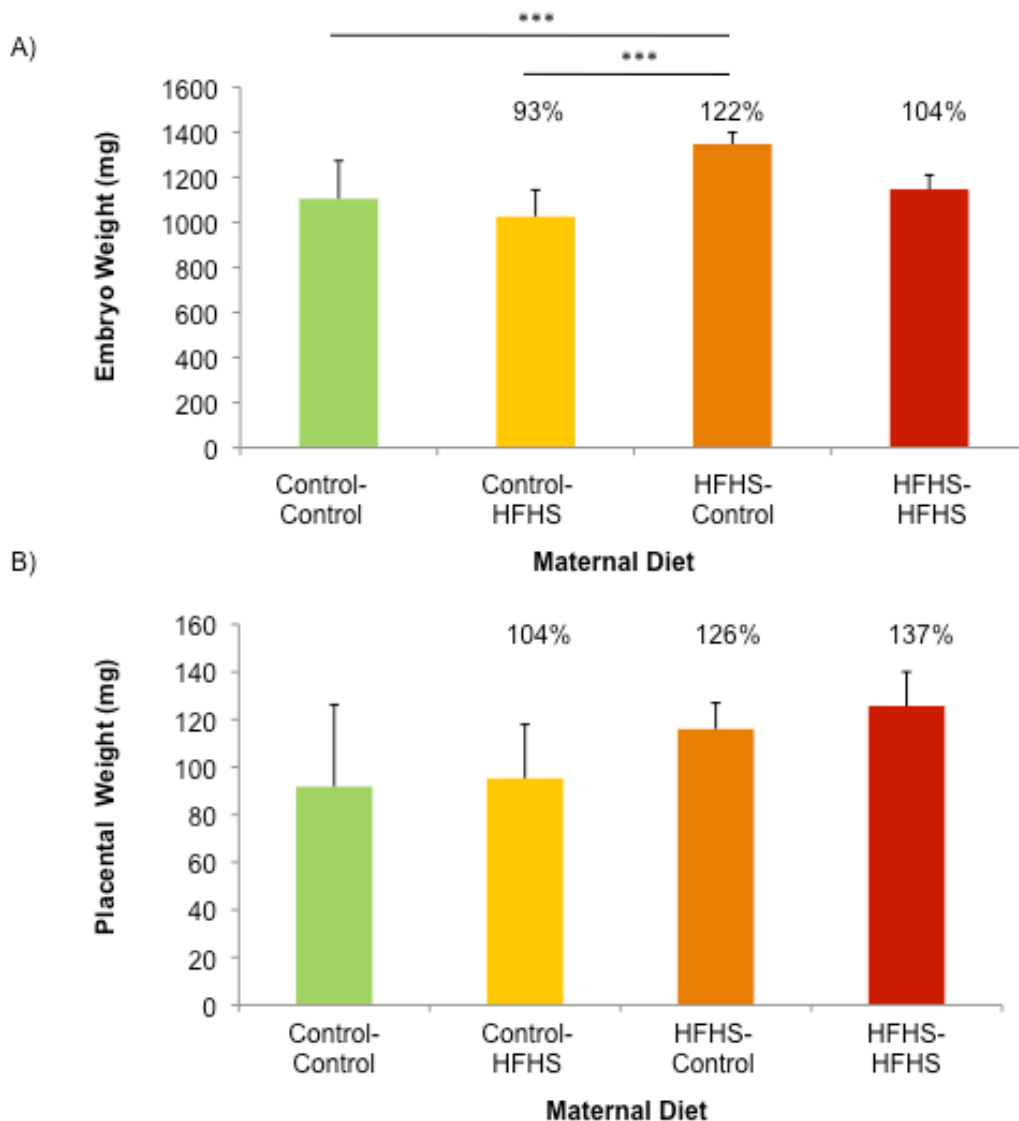 ***
A)
***
1600
93% 122% 104%
1400
1200
1000
800
600
400
200
0
Embryo Weight (mg)
Control- Control- HFHS- HFHS-
Control HFHS Control HFHS
Maternal Diet
B)
160
104% 126% 137%
140
120
100
80
60
40
20
0
Placental Weight (mg)
Control- Control- HFHS- HFHS-
Control HFHS Control HFHS
Maternal Diet